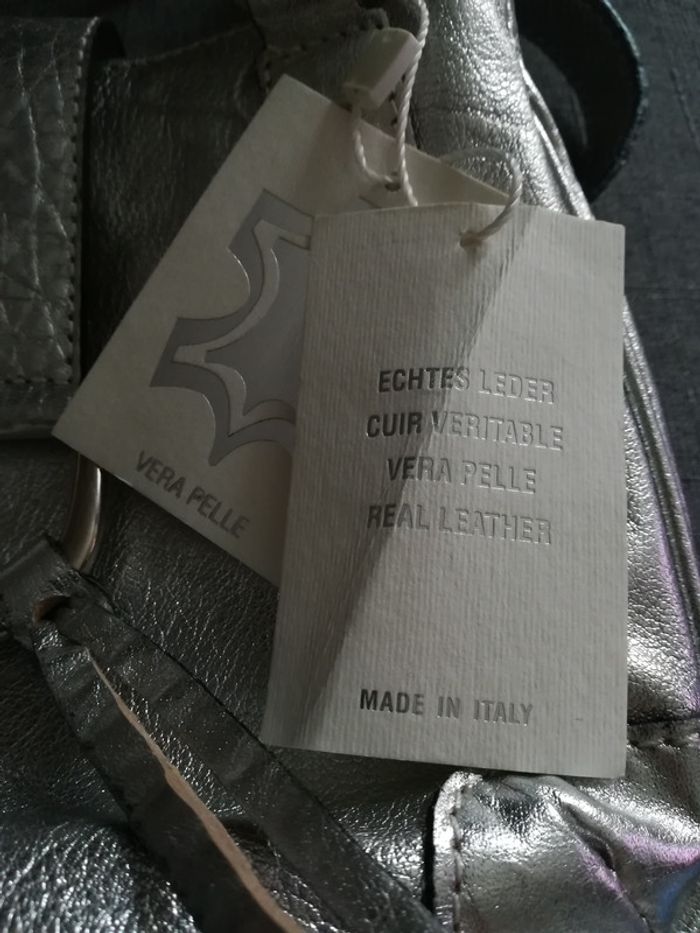 VERA PELLE
ECHTES LEDER
CUIR VERITABLE
VERA PELLE
REAL LEATHER
MADE IN ITALY